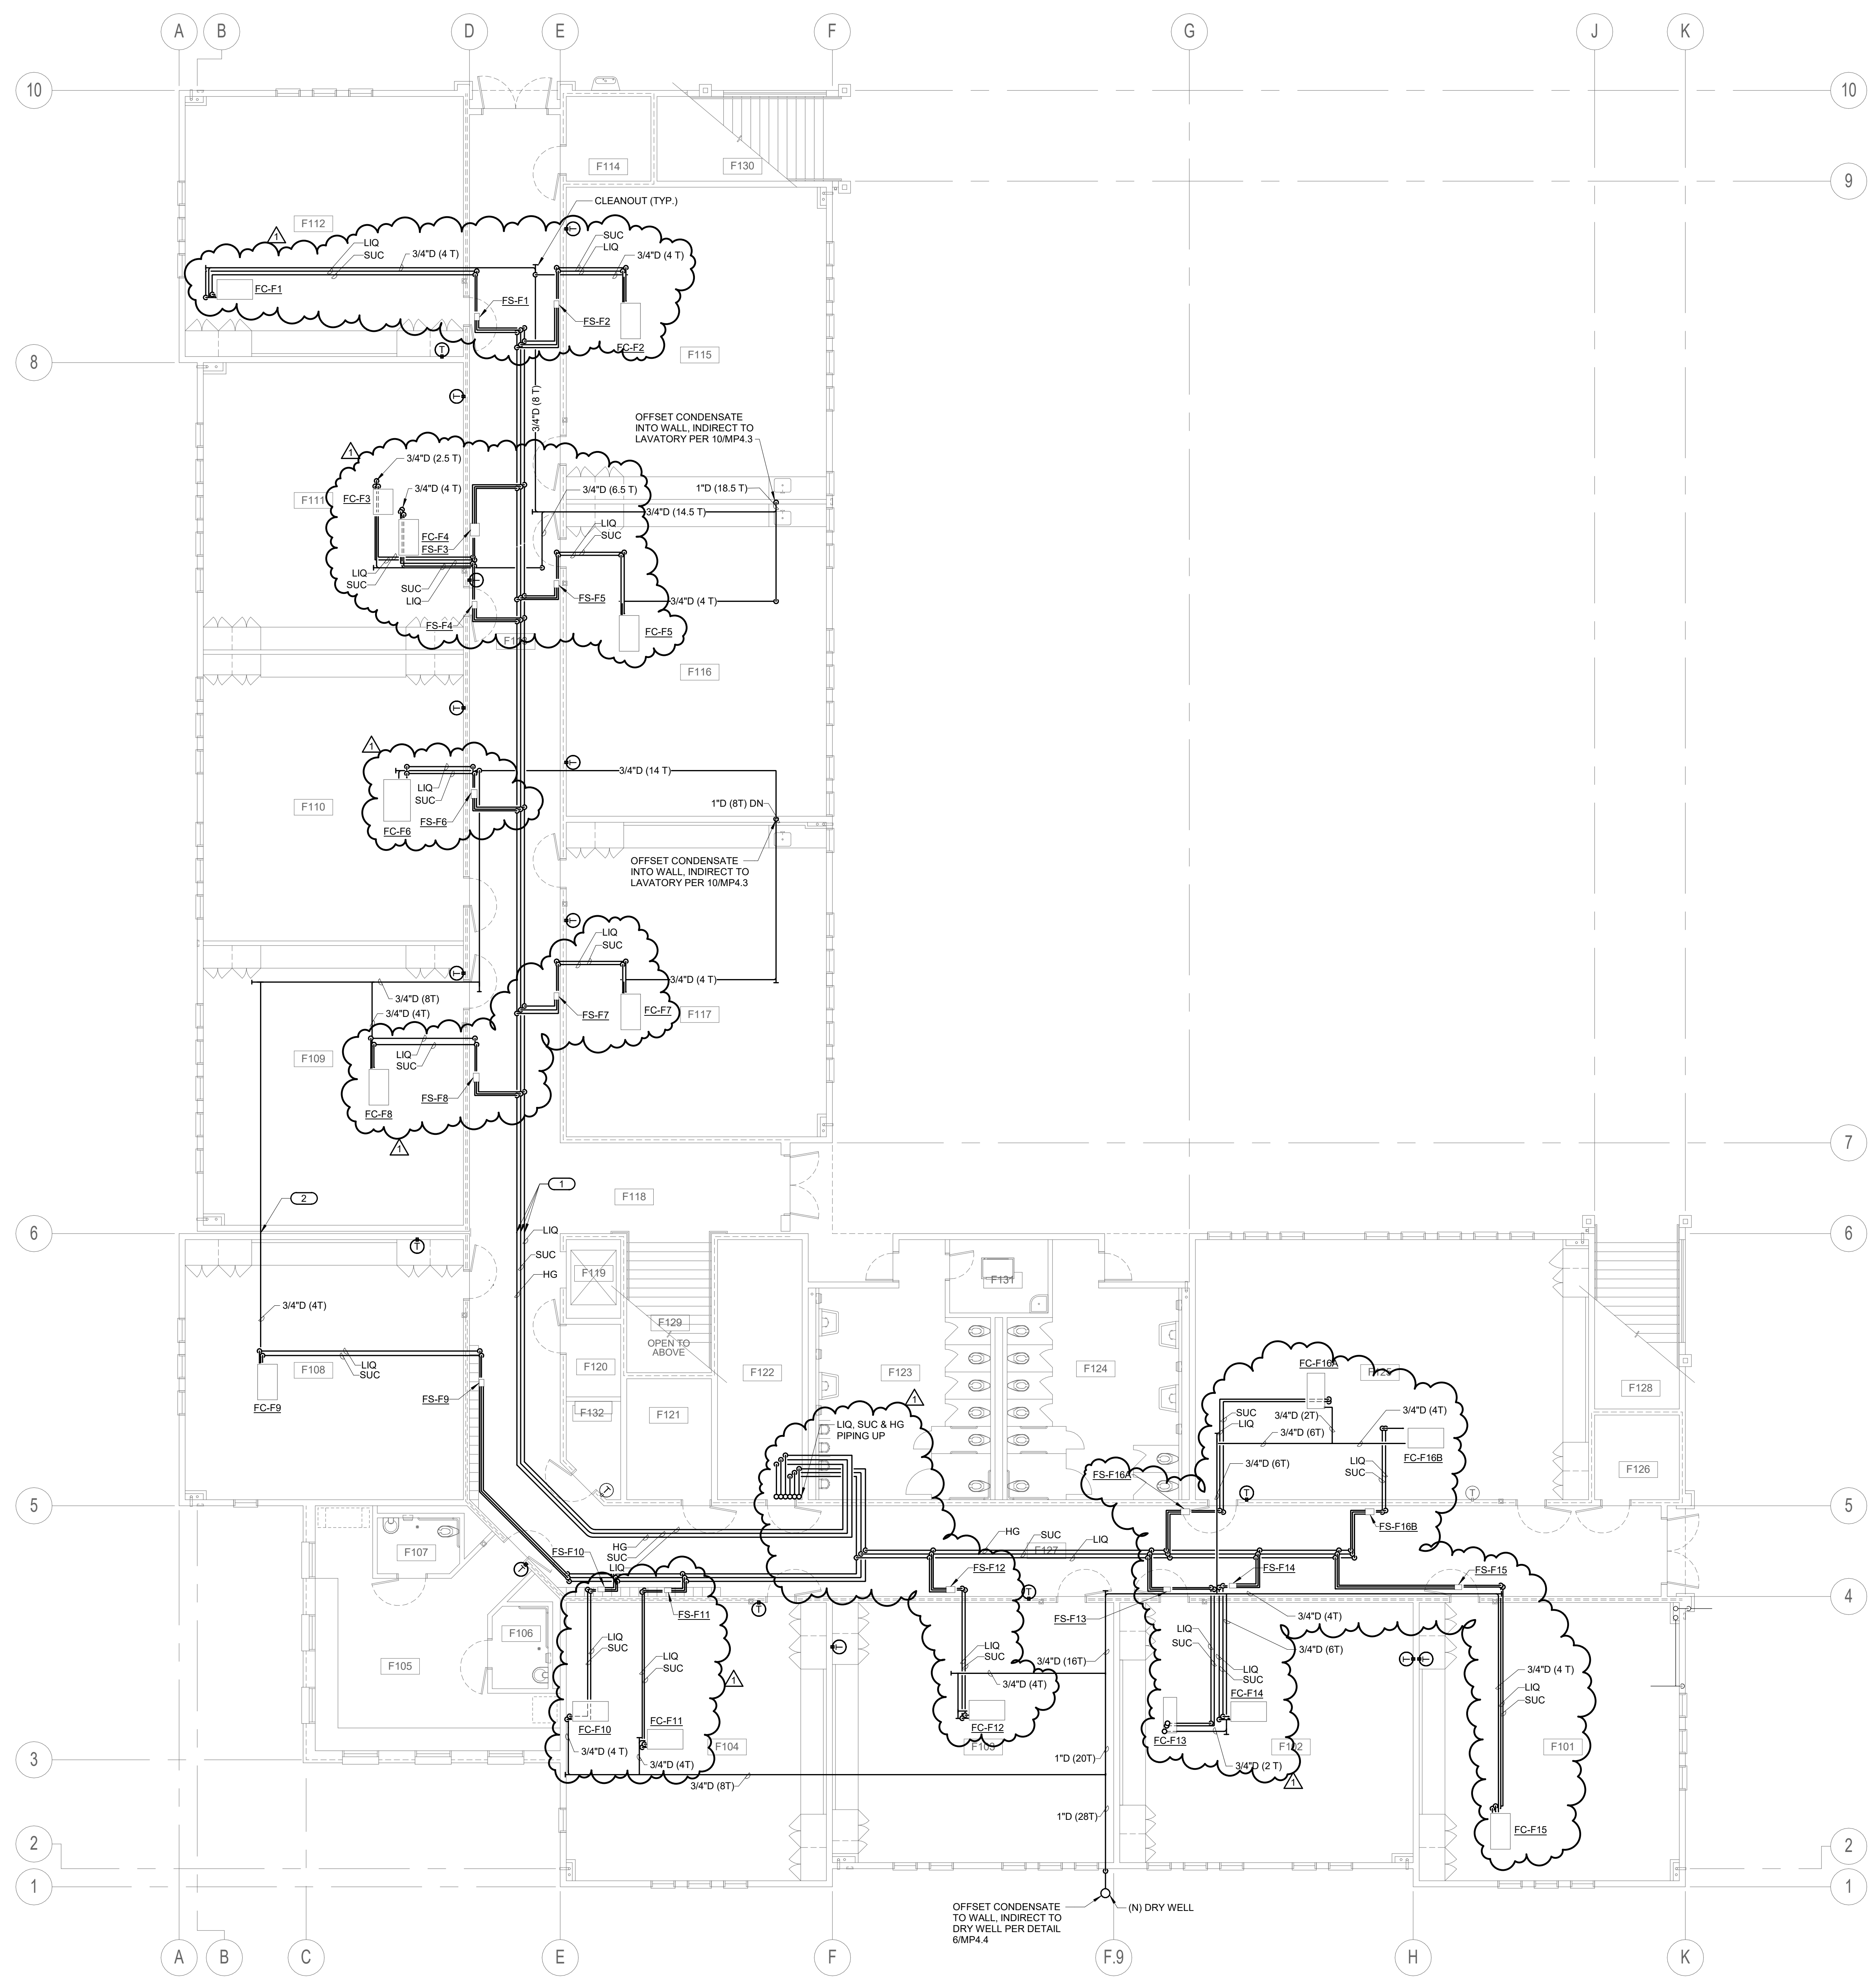 A
B
D
E
F
G
J
K
10
10
F114
F130
9
CLEANOUT (TYP.)
F112
1
LIQ
SUC
3/4"D (4 T)
SUC
LIQ
3/4"D (4 T)
FC-F1
FS-F1
FS-F2
FC-F2
T
F115
8
T
T
3/4"D (8 T)
OFFSET CONDENSATE
INTO WALL, INDIRECT TO
LAVATORY PER 10/MP4.3
1
3/4"D (2.5 T)
3/4"D (4 T)
3/4"D (6.5 T)
1"D (18.5 T)
F111
FC-F3
3/4"D (14.5 T)
LIQ
SUC
FC-F4
FS-F3
LIQ
SUC
SUC
LIQ
T
FS-F4
FS-F5
3/4"D (4 T)
FC-F5
F116
T
1
T
3/4"D (14 T)
LIQ
SUC
F110
FS-F6
FC-F6
1"D (8T) DN
OFFSET CONDENSATE
INTO WALL, INDIRECT TO
LAVATORY PER 10/MP4.3
T
LIQ
SUC
T
3/4"D (8T)
3/4"D (4T)
3/4"D (4 T)
FS-F7
FC-F7
F117
F109
LIQ
SUC
FS-F8
FC-F8
1
7
2
1
F118
6
T
LIQ
SUC
HG
6
F119
F131
3/4"D (4T)
F129
OPEN TO
ABOVE
LIQ
SUC
F108
FS-F9
FC-F9
F120
F122
F123
F124
FC-F16A
F128
F132
F121
1
LIQ, SUC & HG
PIPING UP
SUC
LIQ
3/4"D (2T)
3/4"D (4T)
3/4"D (6T)
FC-F16B
LIQ
SUC
3/4"D (6T)
FS-F16A
F126
T
T
T
5
5
FS-F16B
F107
HG
SUC
LIQ
HG
SUC
LIQ
F127
FS-F10
T
FS-F12
FS-F14
FS-F15
T
FS-F11
T
FS-F13
4
F106
3/4"D (4T)
F105
LIQ
SUC
LIQ
SUC
T
LIQ
SUC
3/4"D (16T)
3/4"D (4T)
LIQ
SUC
3/4"D (6T)
LIQ
SUC
T
T
3/4"D (4 T)
LIQ
SUC
1
FC-F10
FC-F11
FC-F12
FC-F14
FC-F13
3
3/4"D (4 T)
3/4"D (4T)
F104
F103
F102
F101
1"D (20T)
3/4"D (2 T)
1
3/4"D (8T)
1"D (28T)
FC-F15
2
2
1
1
OFFSET CONDENSATE
TO WALL, INDIRECT TO
DRY WELL PER DETAIL
6/MP4.4
(N) DRY WELL
A
B
C
E
F
F.9
H
K